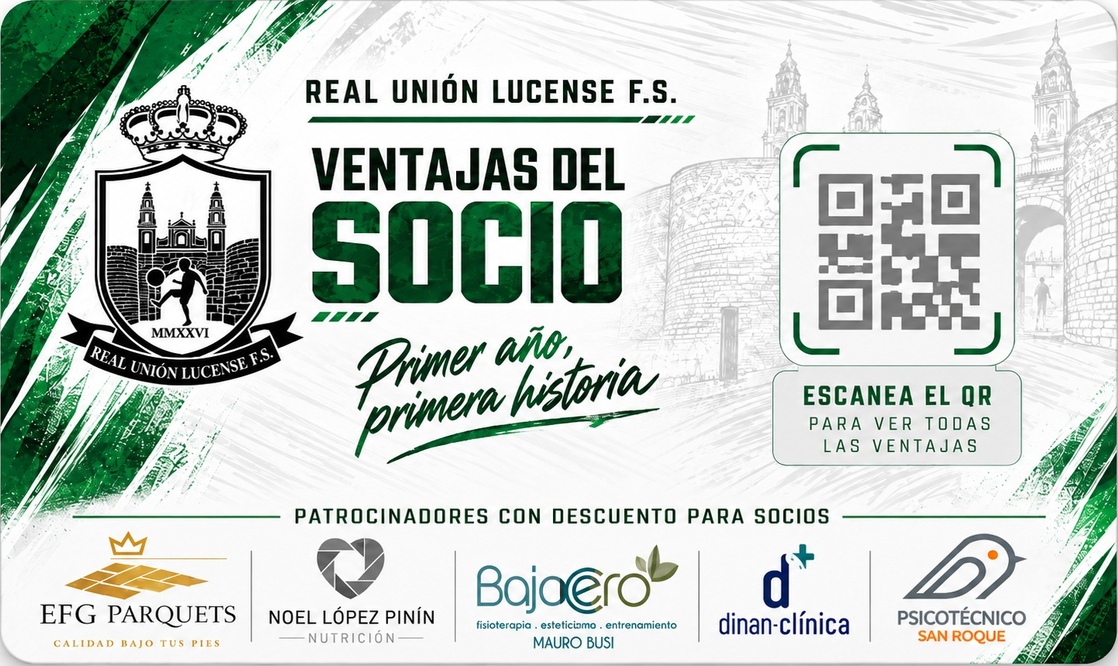 REAL UNIÓN LUCENSE F.S.
VENTAJAS DEL
SOCIO
Primer año,
primera historia
MMXXVI
REAL UNIÓN LUCENSE F.S.
ESCANEA EL QR
PARA VER TODAS
LAS VENTAJAS
PATROCINADORES CON DESCUENTO PARA SOCIOS
EFG PARQUETS
CALIDAD BAJO TUS PIES
NOEL LÓPEZ PINÍN
NUTRICIÓN
BajoCero
fisioterapia . esteticismo . entrenamiento
MAURO BUSI
d+
dinan-clínica
PSICOTÉCNICO
SAN ROQUE